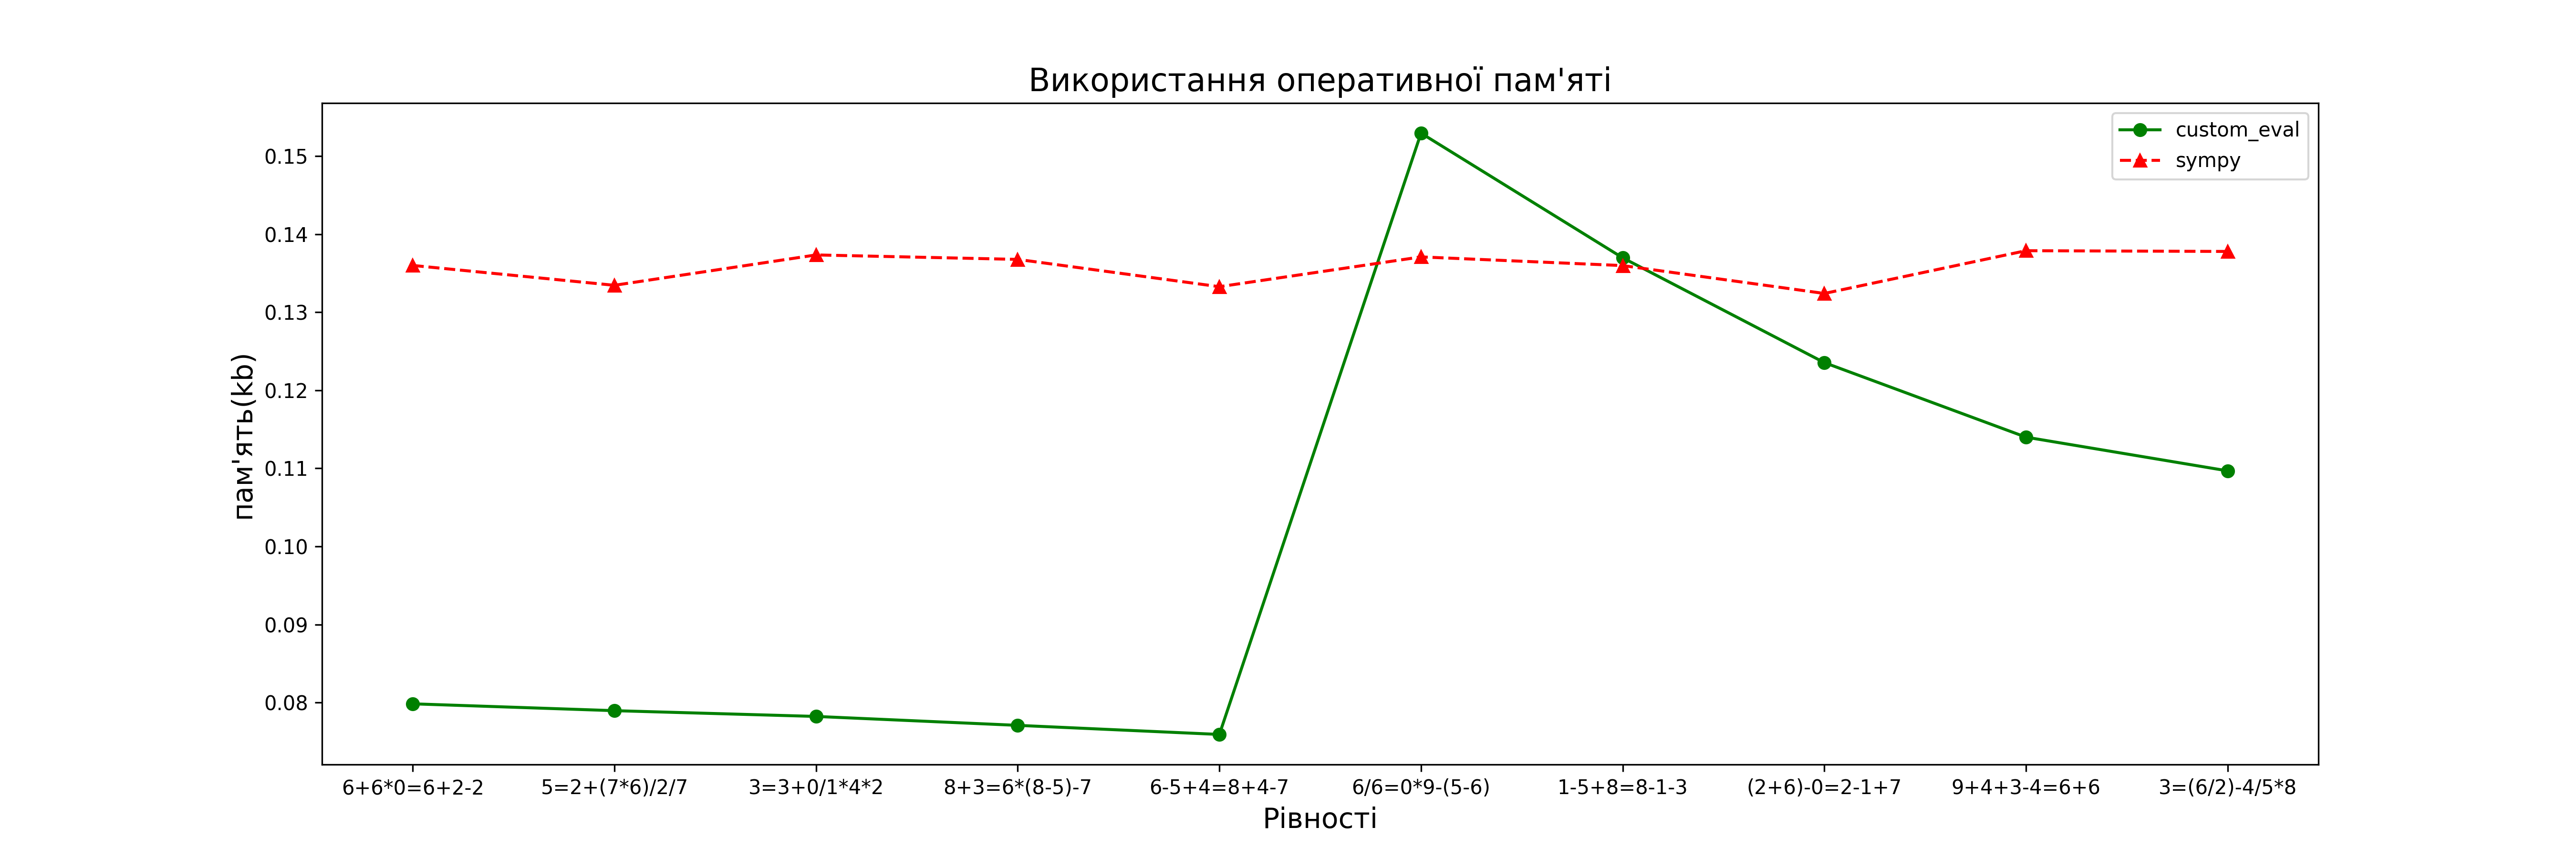 Використання оперативної пам'яті
custom_eval
sympy
0.15
0.14
0.13
0.12
0.11
0.10
0.09
0.08
пам'ять(kb)
6+6*0=6+2-2 5=2+(7*6)/2/7 3=3+0/1*4*2 8+3=6*(8-5)-7 6-5+4=8+4-7 6/6=0*9-(5-6) 1-5+8=8-1-3 (2+6)-0=2-1+7 9+4+3-4=6+6 3=(6/2)-4/5*8
Рівності